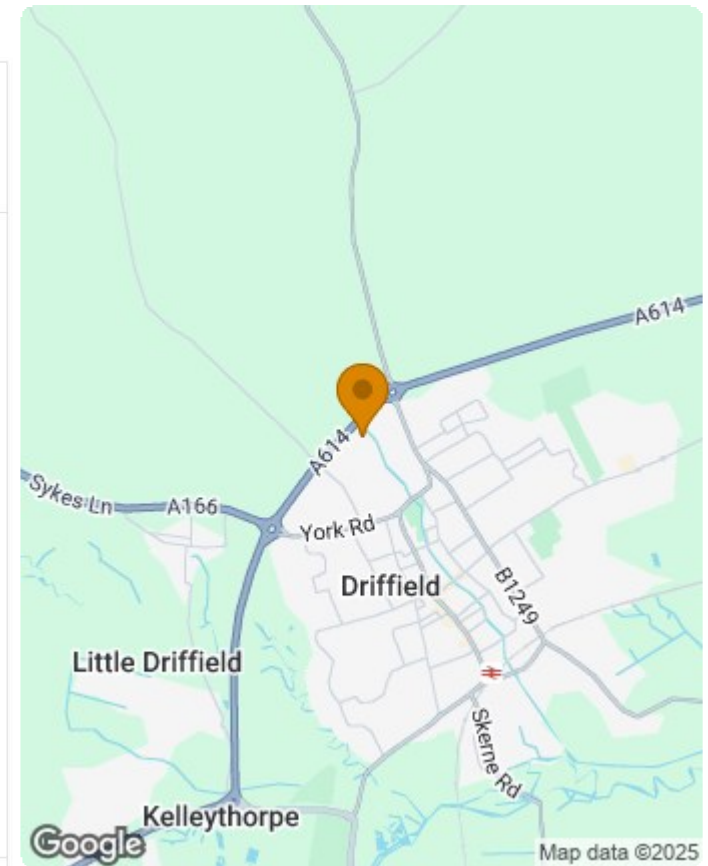 A614
A614
Sykes Ln
A166
York Rd
Driffield
B1249
Little Driffield
Skerne Rd
Kelleythorpe
Google
Map data ©2025